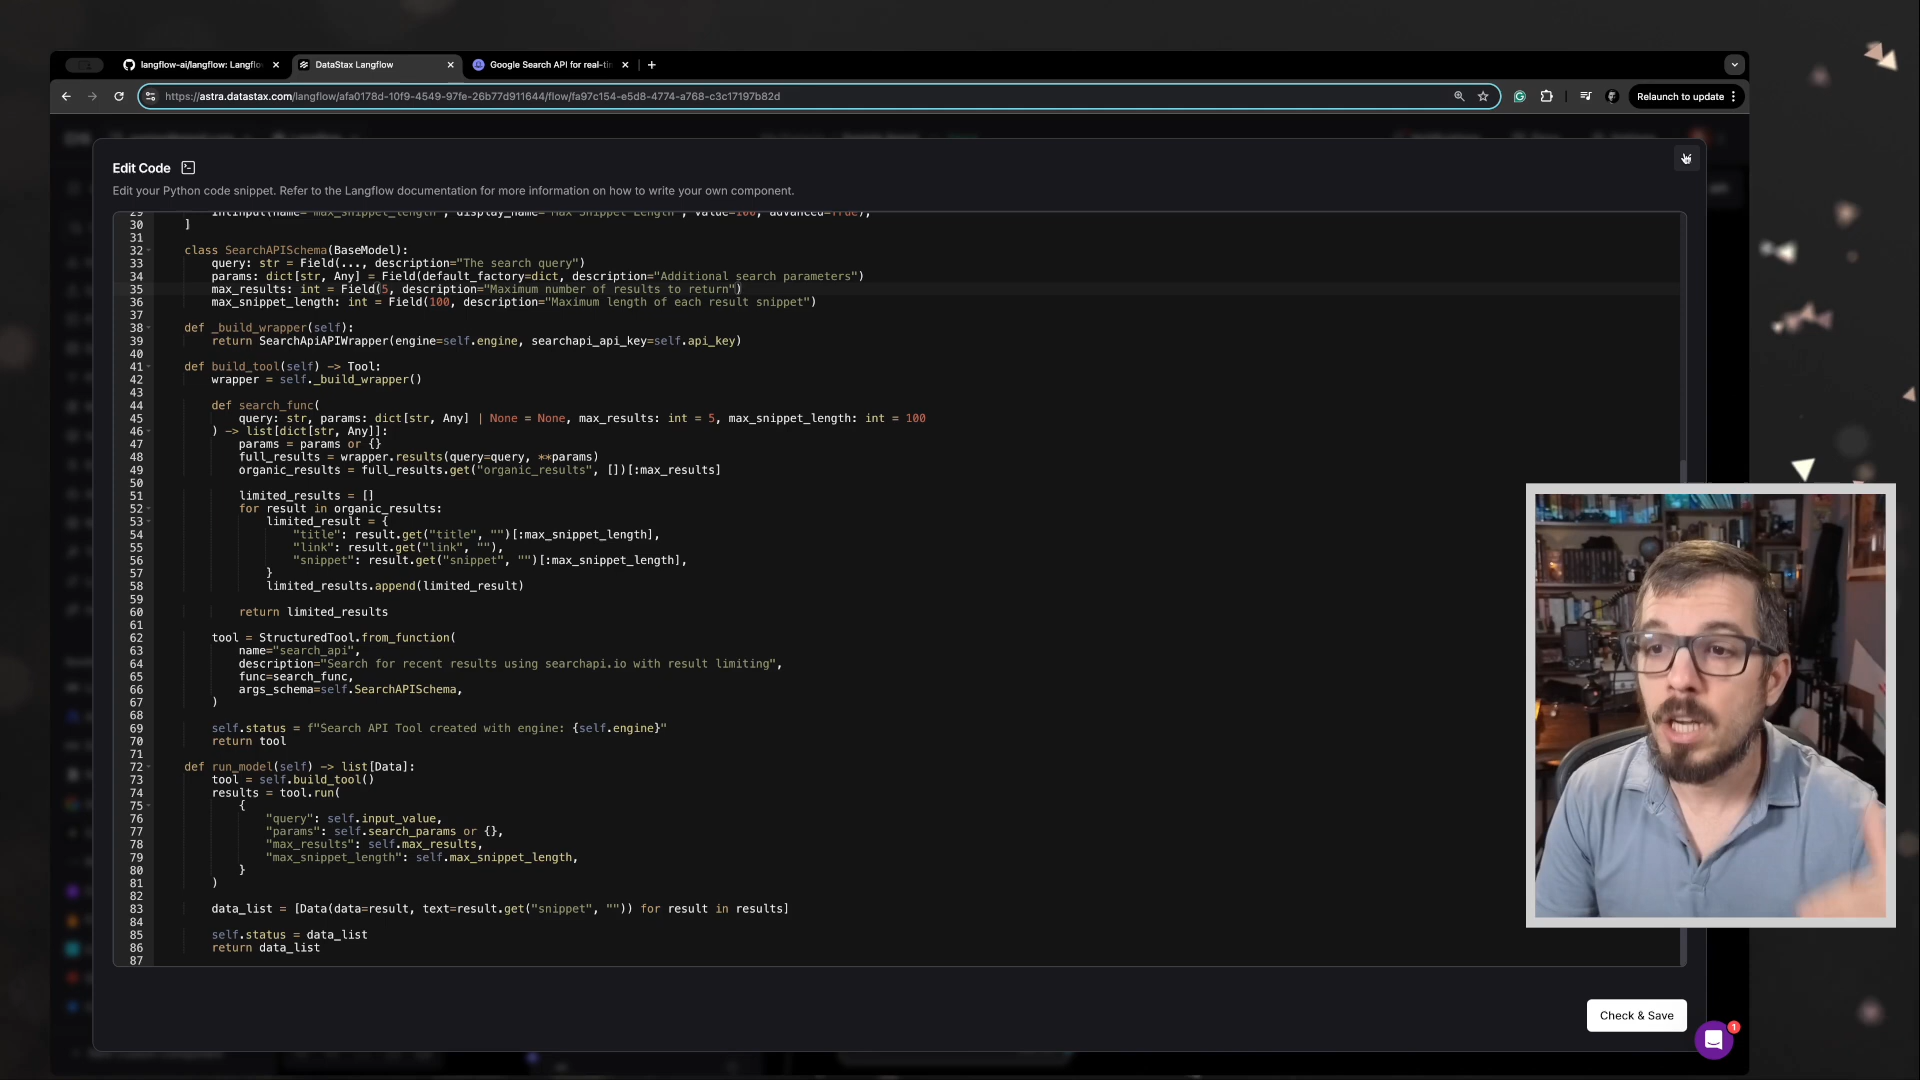 langflow-ai/langflow: Langflo
DataStax Langflow
Google Search API for real-tim
https://astra.datastax.com/langflow/afa0178d-10f9-4549-97fe-26b77d911644/flow/fa97c154-e5d8-4774-a768-c3c17197b82d
Relaunch to update
Edit Code
Edit your Python code snippet. Refer to the Langflow documentation for more information on how to write your own component.
29 IntInput(name="max_snippet_length", display_name="Max Snippet Length", value=100, advanced=True),
30 ]
31
32 class SearchAPISchema(BaseModel):
33 query: str = Field(..., description="The search query")
34 params: dict[str, Any] = Field(default_factory=dict, description="Additional search parameters")
35 max_results: int = Field(5, description="Maximum number of results to return")
36 max_snippet_length: int = Field(100, description="Maximum length of each result snippet")
37
38 def _build_wrapper(self):
39 return SearchApiAPIWrapper(engine=self.engine, searchapi_api_key=self.api_key)
40
41 def build_tool(self) -> Tool:
42 wrapper = self._build_wrapper()
43
44 def search_func(
45 query: str, params: dict[str, Any] | None = None, max_results: int = 5, max_snippet_length: int = 100
46 ) -> list[dict[str, Any]]:
47 params = params or {}
48 full_results = wrapper.results(query=query, **params)
49 organic_results = full_results.get("organic_results", [])[:max_results]
50
51 limited_results = []
52 for result in organic_results:
53 limited_result = {
54 "title": result.get("title", "")[:max_snippet_length],
55 "link": result.get("link", ""),
56 "snippet": result.get("snippet", "")[:max_snippet_length],
57 }
58 limited_results.append(limited_result)
59
60 return limited_results
61
62 tool = StructuredTool.from_function(
63 name="search_api",
64 description="Search for recent results using searchapi.io with result limiting",
65 func=search_func,
66 args_schema=self.SearchAPISchema,
67 )
68
69 self.status = f"Search API Tool created with engine: {self.engine}"
70 return tool
71
72 def run_model(self) -> list[Data]:
73 tool = self.build_tool()
74 results = tool.run(
75 {
76 "query": self.input_value,
77 "params": self.search_params or {},
78 "max_results": self.max_results,
79 "max_snippet_length": self.max_snippet_length,
80 }
81 )
82
83 data_list = [Data(data=result, text=result.get("snippet", "")) for result in results]
84
85 self.status = data_list
86 return data_list
87
Check & Save
1